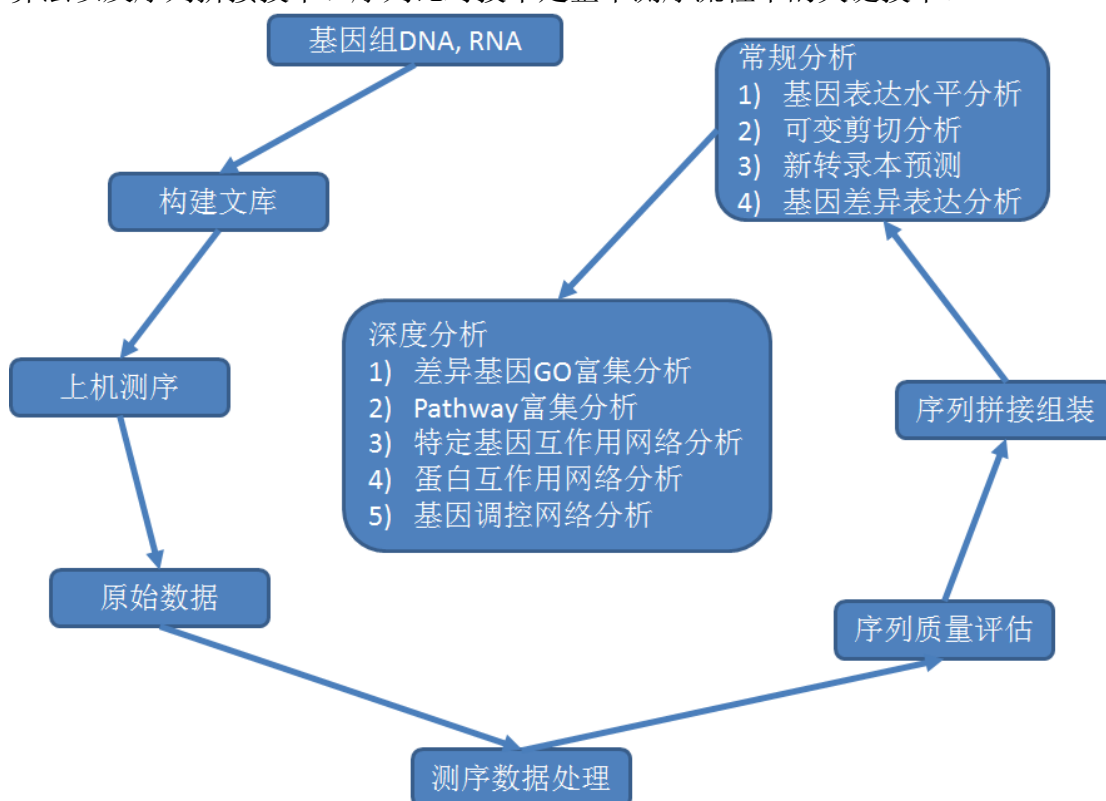 基因组DNA, RNA
构建文库
上机测序
原始数据
测序数据处理
序列质量评估
序列拼接组装
常规分析
1) 基因表达水平分析
2) 可变剪切分析
3) 新转录本预测
4) 基因差异表达分析
深度分析
1) 差异基因GO富集分析
2) Pathway富集分析
3) 特定基因互作用网络分析
4) 蛋白互作用网络分析
5) 基因调控网络分析